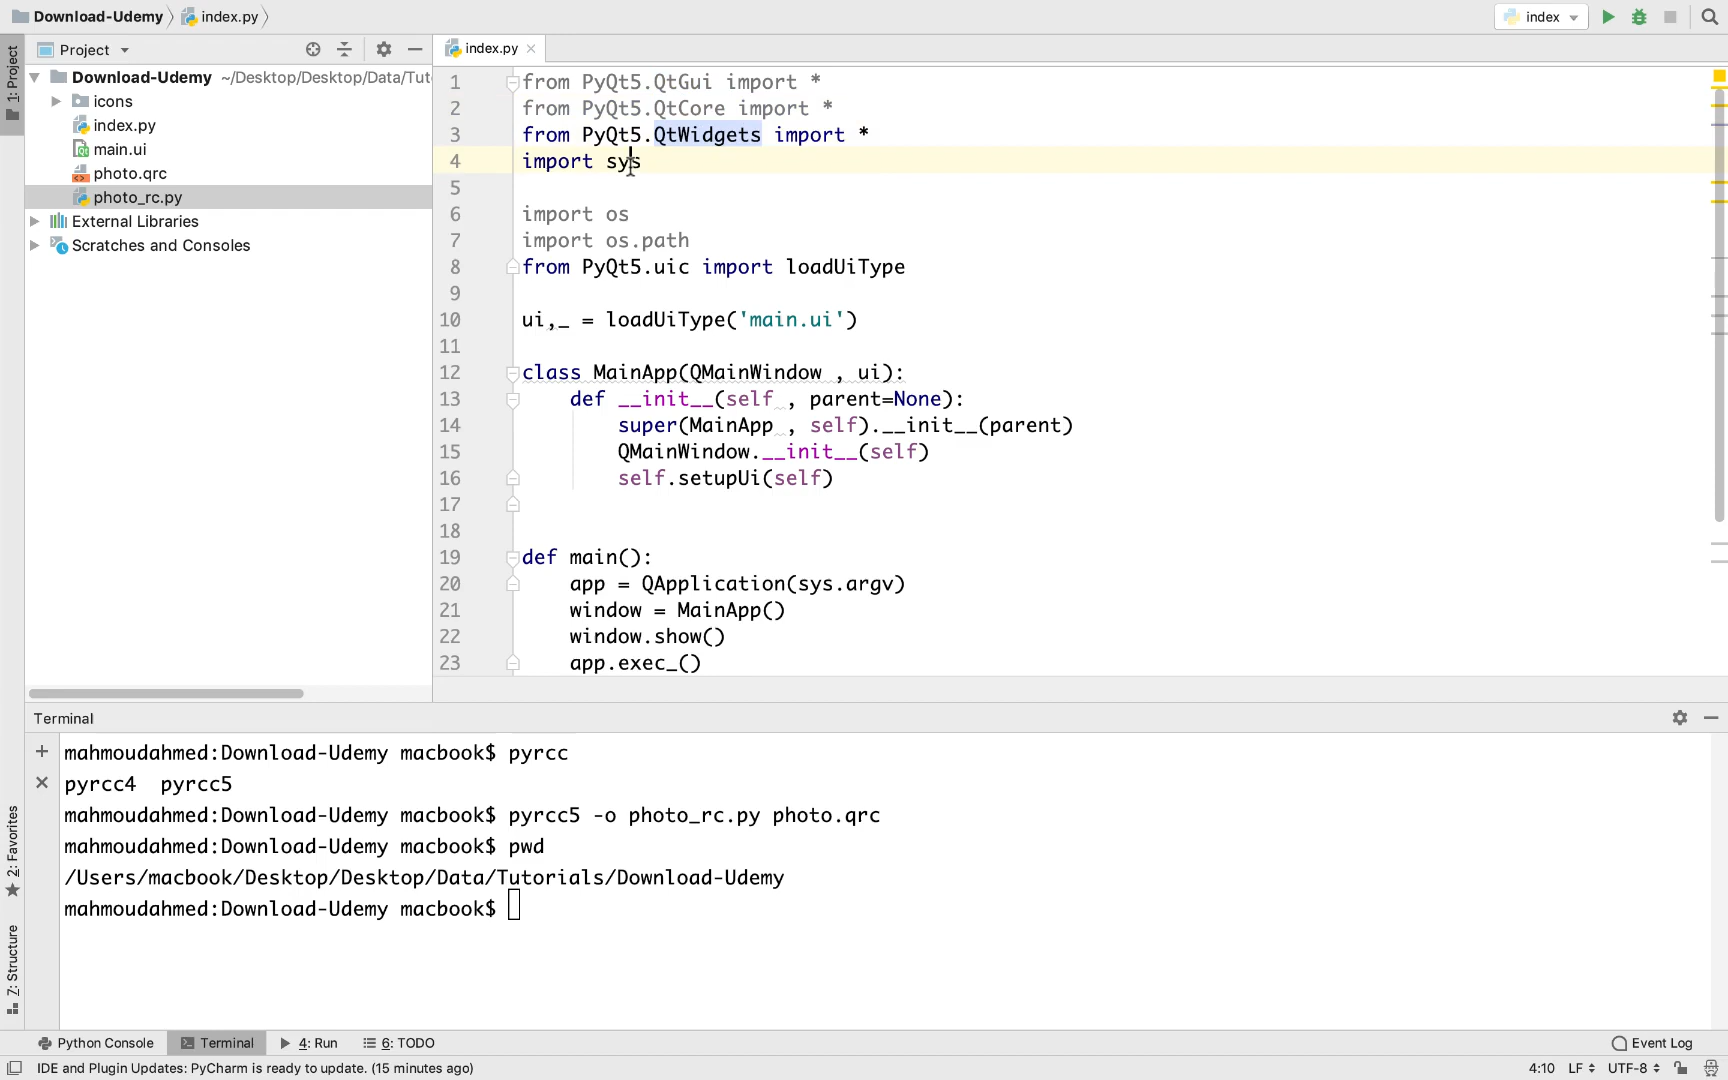 Download-Udemy index.py
index
1: Project
Project
index.py
Download-Udemy ~/Desktop/Desktop/Data/Tut
icons
index.py
main.ui
photo.qrc
photo_rc.py
External Libraries
Scratches and Consoles
1 from PyQt5.QtGui import *
2 from PyQt5.QtCore import *
3 from PyQt5.QtWidgets import *
4 import sys
5
6 import os
7 import os.path
8 from PyQt5.uic import loadUiType
9
10 ui,_ = loadUiType('main.ui')
11
12 class MainApp(QMainWindow , ui):
13 def __init__(self , parent=None):
14 super(MainApp , self).__init__(parent)
15 QMainWindow.__init__(self)
16 self.setupUi(self)
17
18
19 def main():
20 app = QApplication(sys.argv)
21 window = MainApp()
22 window.show()
23 app.exec_()
Terminal
mahmoudahmed:Download-Udemy macbook$ pyrcc
pyrcc4 pyrcc5
mahmoudahmed:Download-Udemy macbook$ pyrcc5 -o photo_rc.py photo.qrc
mahmoudahmed:Download-Udemy macbook$ pwd
/Users/macbook/Desktop/Desktop/Data/Tutorials/Download-Udemy
mahmoudahmed:Download-Udemy macbook$
2: Favorites
7: Structure
Python Console Terminal 4: Run 6: TODO Event Log
IDE and Plugin Updates: PyCharm is ready to update. (15 minutes ago) 4:10 LF UTF-8